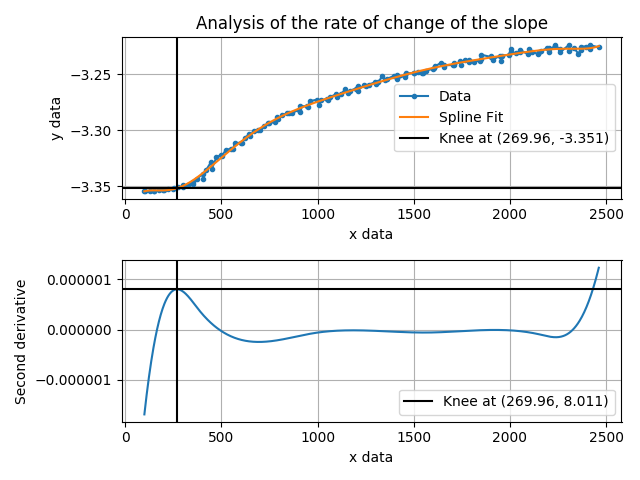 Analysis of the rate of change of the slope
−3.25
−3.30
−3.35
y data
Data
Spline Fit
Knee at (269.96, -3.351)
0 500 1000 1500 2000 2500
x data
0.000001
0.000000
−0.000001
Second derivative
Knee at (269.96, 8.011)
0 500 1000 1500 2000 2500
x data